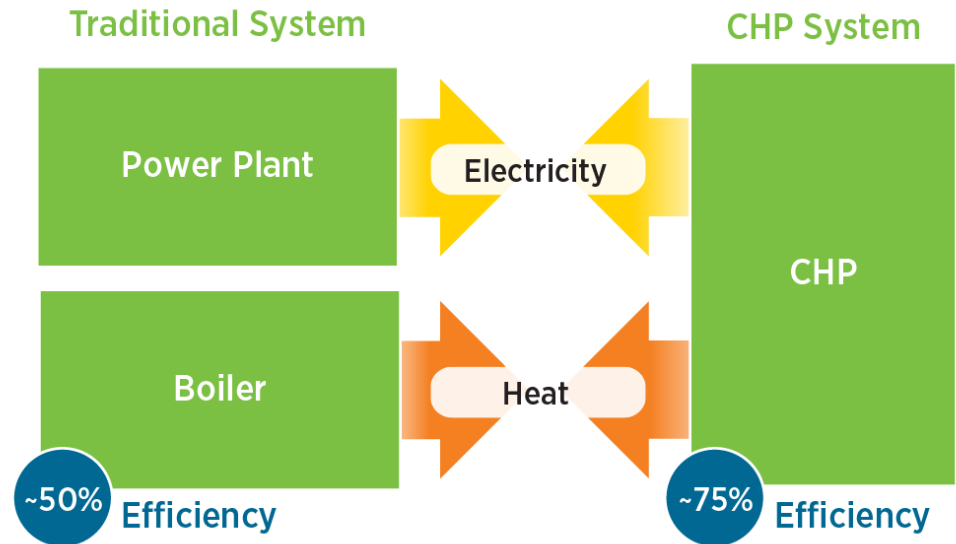 Traditional System
CHP System
Power Plant
Electricity
CHP
Boiler
Heat
~50%
Efficiency
~75%
Efficiency